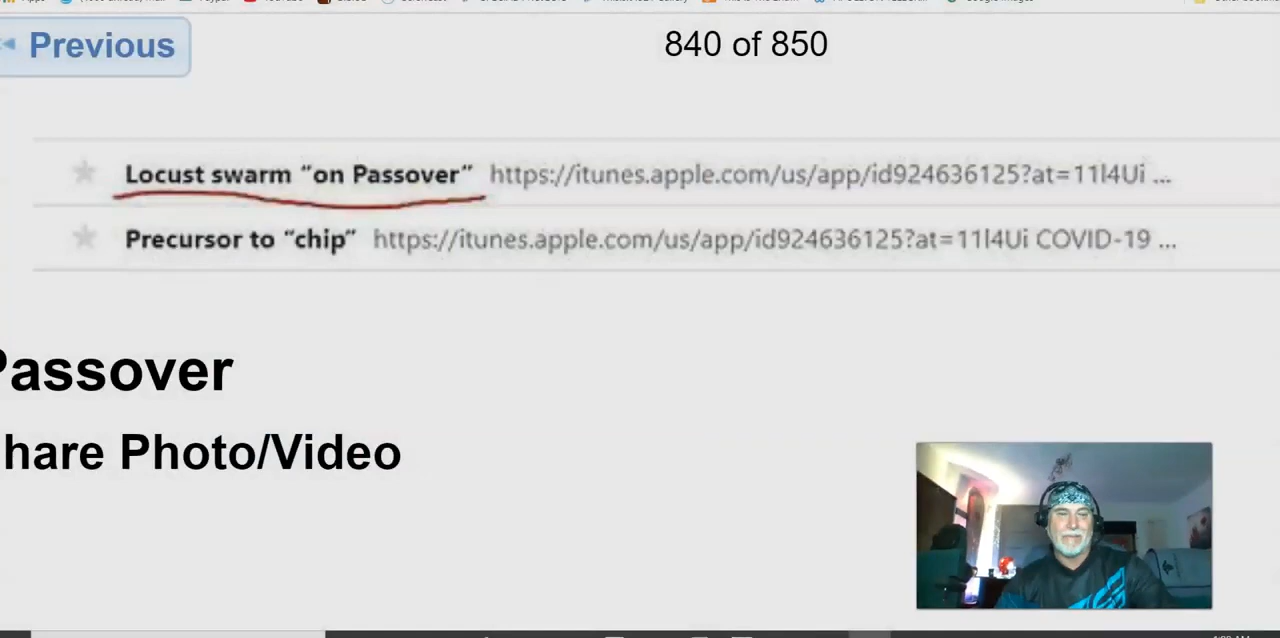 Previous
840 of 850
Locust swarm “on Passover” https://itunes.apple.com/us/app/id924636125?at=11l4Ui ...
Precursor to “chip” https://itunes.apple.com/us/app/id924636125?at=11l4Ui COVID-19 ...
Passover
hare Photo/Video